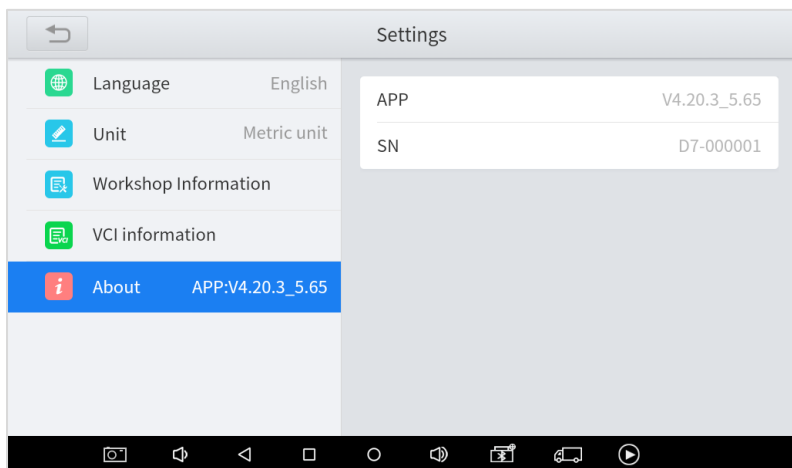 Settings
Language English
Unit Metric unit
Workshop Information
VCI information
About APP:V4.20.3_5.65
APP V4.20.3_5.65
SN D7-000001